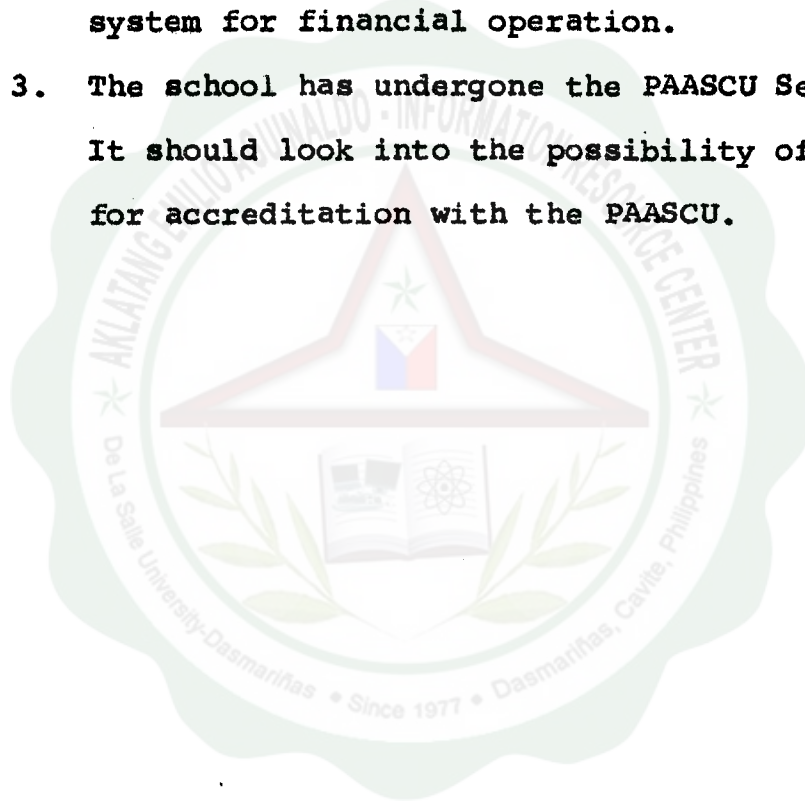 system for financial operation.
3. The school has undergone the PAASCU Se
It should look into the possibility of
for accreditation with the PAASCU.
AKLATANG EMILIO AGUINALDO - INFORMATION RESOURCE CENTER
De La Salle University-Dasmariñas • Since 1977 • Dasmariñas, Cavite, Philippines